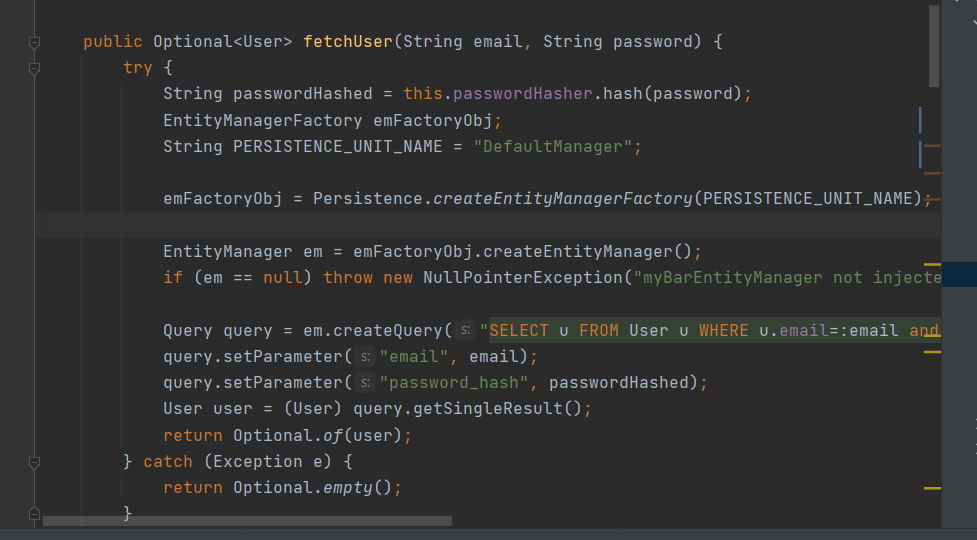 public Optional<User> fetchUser(String email, String password) {
try {
String passwordHashed = this.passwordHasher.hash(password);
EntityManagerFactory emFactoryObj;
String PERSISTENCE_UNIT_NAME = "DefaultManager";
emFactoryObj = Persistence.createEntityManagerFactory(PERSISTENCE_UNIT_NAME);
EntityManager em = emFactoryObj.createEntityManager();
if (em == null) throw new NullPointerException("myBarEntityManager not injecte
Query query = em.createQuery( s: "SELECT u FROM User u WHERE u.email=:email and
query.setParameter( s: "email", email);
query.setParameter( s: "password_hash", passwordHashed);
User user = (User) query.getSingleResult();
return Optional.of(user);
} catch (Exception e) {
return Optional.empty();
}